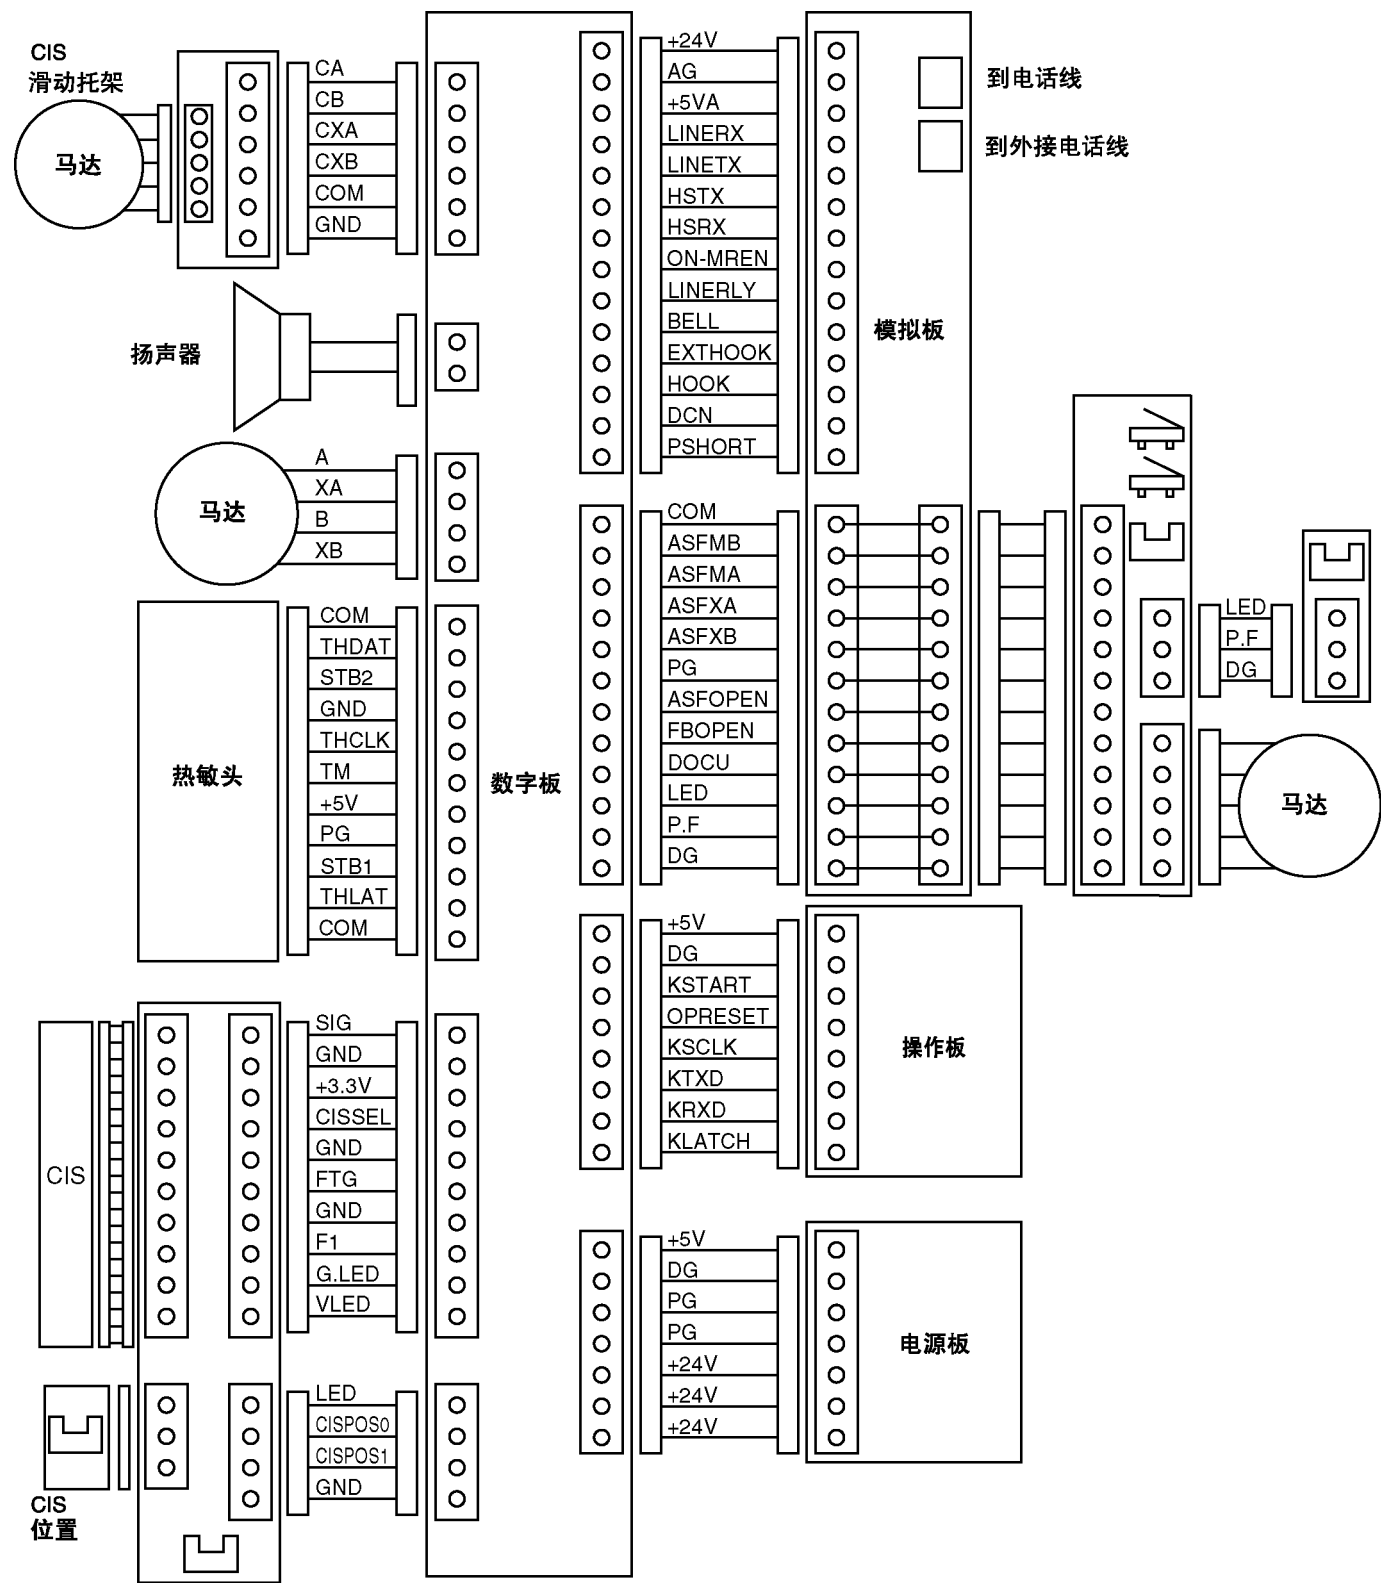 CIS
滑动托架
马达
CA
CB
CXA
CXB
COM
GND
扬声器
马达
A
XA
B
XB
热敏头
COM
THDAT
STB2
GND
THCLK
TM
+5V
PG
STB1
THLAT
COM
CIS
SIG
GND
+3.3V
CISSEL
GND
FTG
GND
F1
G.LED
VLED
CIS
位置
LED
CISPOS0
CISPOS1
GND
数字板
+24V
AG
+5VA
LINERX
LINETX
HSTX
HSRX
ON-MREN
LINERLY
BELL
EXTHOOK
HOOK
DCN
PSHORT
到电话线
到外接电话线
模拟板
COM
ASFMB
ASFMA
ASFXA
ASFXB
PG
ASFOPEN
FBOPEN
DOCU
LED
P.F
DG
LED
P.F
DG
马达
+5V
DG
KSTART
OPRESET
KSCLK
KTXD
KRXD
KLATCH
操作板
+5V
DG
PG
PG
+24V
+24V
+24V
电源板